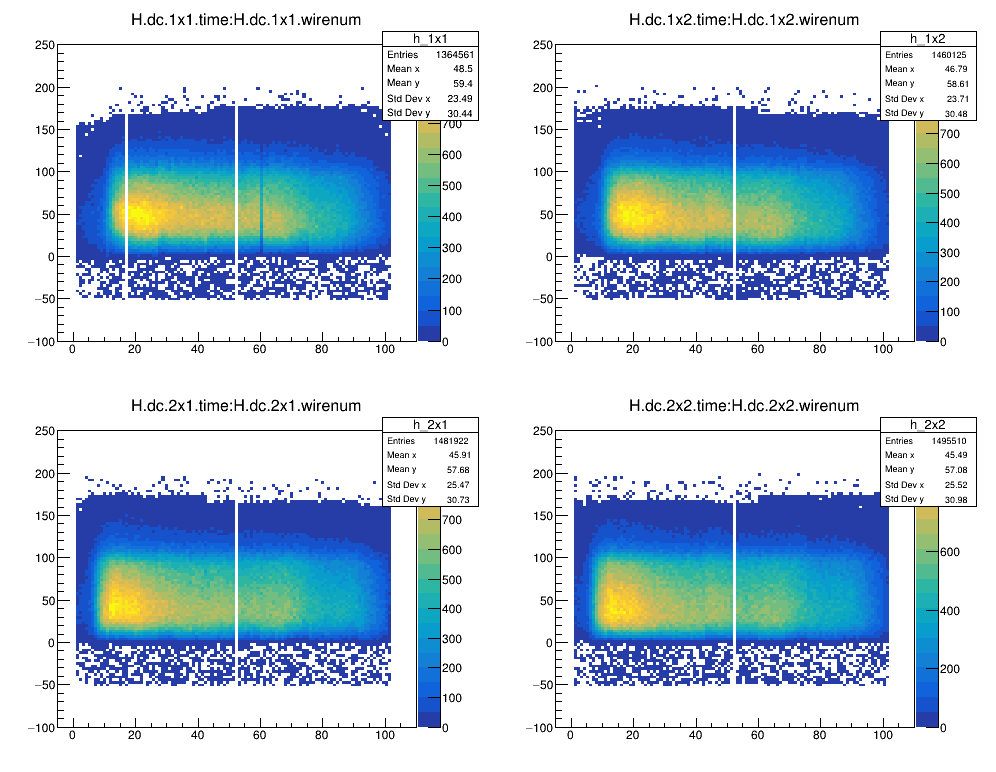 H.dc.1x1.time:H.dc.1x1.wirenum
h_1x1
Entries 1364561
Mean x 48.5
Mean y 59.4
Std Dev x 23.49
Std Dev y 30.44
250
200
150
100
50
0
−50
−100
0 20 40 60 80 100
700
600
500
400
300
200
100
0
H.dc.1x2.time:H.dc.1x2.wirenum
h_1x2
Entries 1460125
Mean x 46.79
Mean y 58.61
Std Dev x 23.71
Std Dev y 30.48
250
200
150
100
50
0
−50
−100
0 20 40 60 80 100
700
600
500
400
300
200
100
0
H.dc.2x1.time:H.dc.2x1.wirenum
h_2x1
Entries 1481922
Mean x 45.91
Mean y 57.68
Std Dev x 25.47
Std Dev y 30.73
250
200
150
100
50
0
−50
−100
0 20 40 60 80 100
700
600
500
400
300
200
100
0
H.dc.2x2.time:H.dc.2x2.wirenum
h_2x2
Entries 1495510
Mean x 45.49
Mean y 57.08
Std Dev x 25.52
Std Dev y 30.98
250
200
150
100
50
0
−50
−100
0 20 40 60 80 100
600
400
200
0